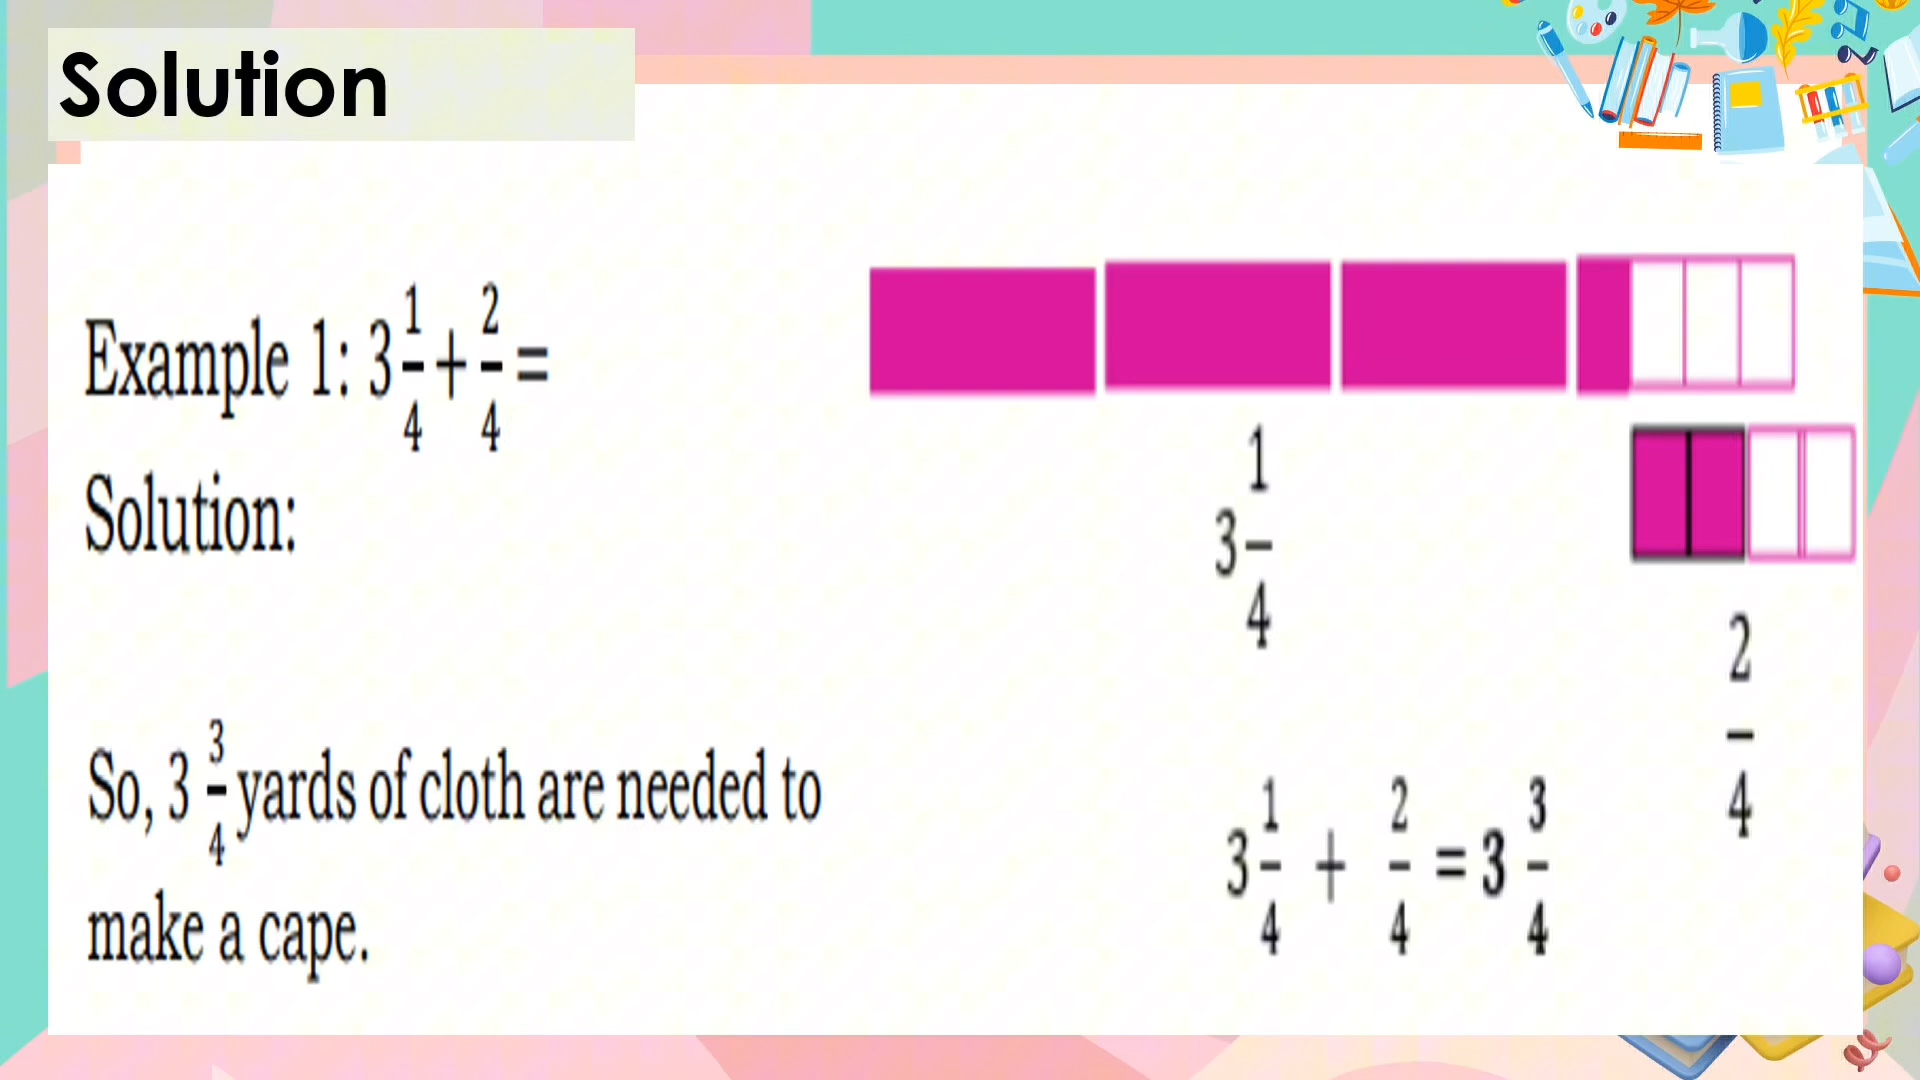 Solution
Example 1: 3 1/4 + 2/4 =
Solution:
So, 3 3/4 yards of cloth are needed to
make a cape.
3 1/4
2/4
3 1/4 + 2/4 = 3 3/4